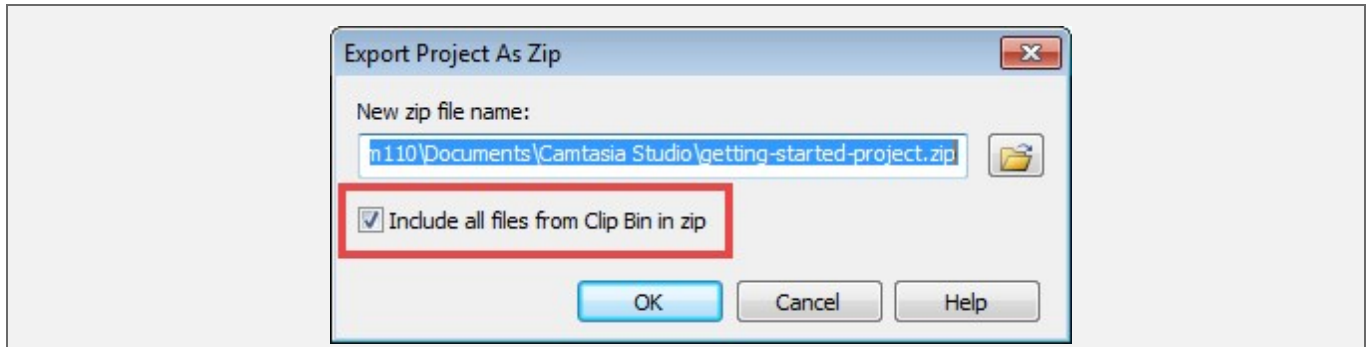 Export Project As Zip
New zip file name:
m110\Documents\Camtasia Studio\getting-started-project.zip
Include all files from Clip Bin in zip
OK Cancel Help